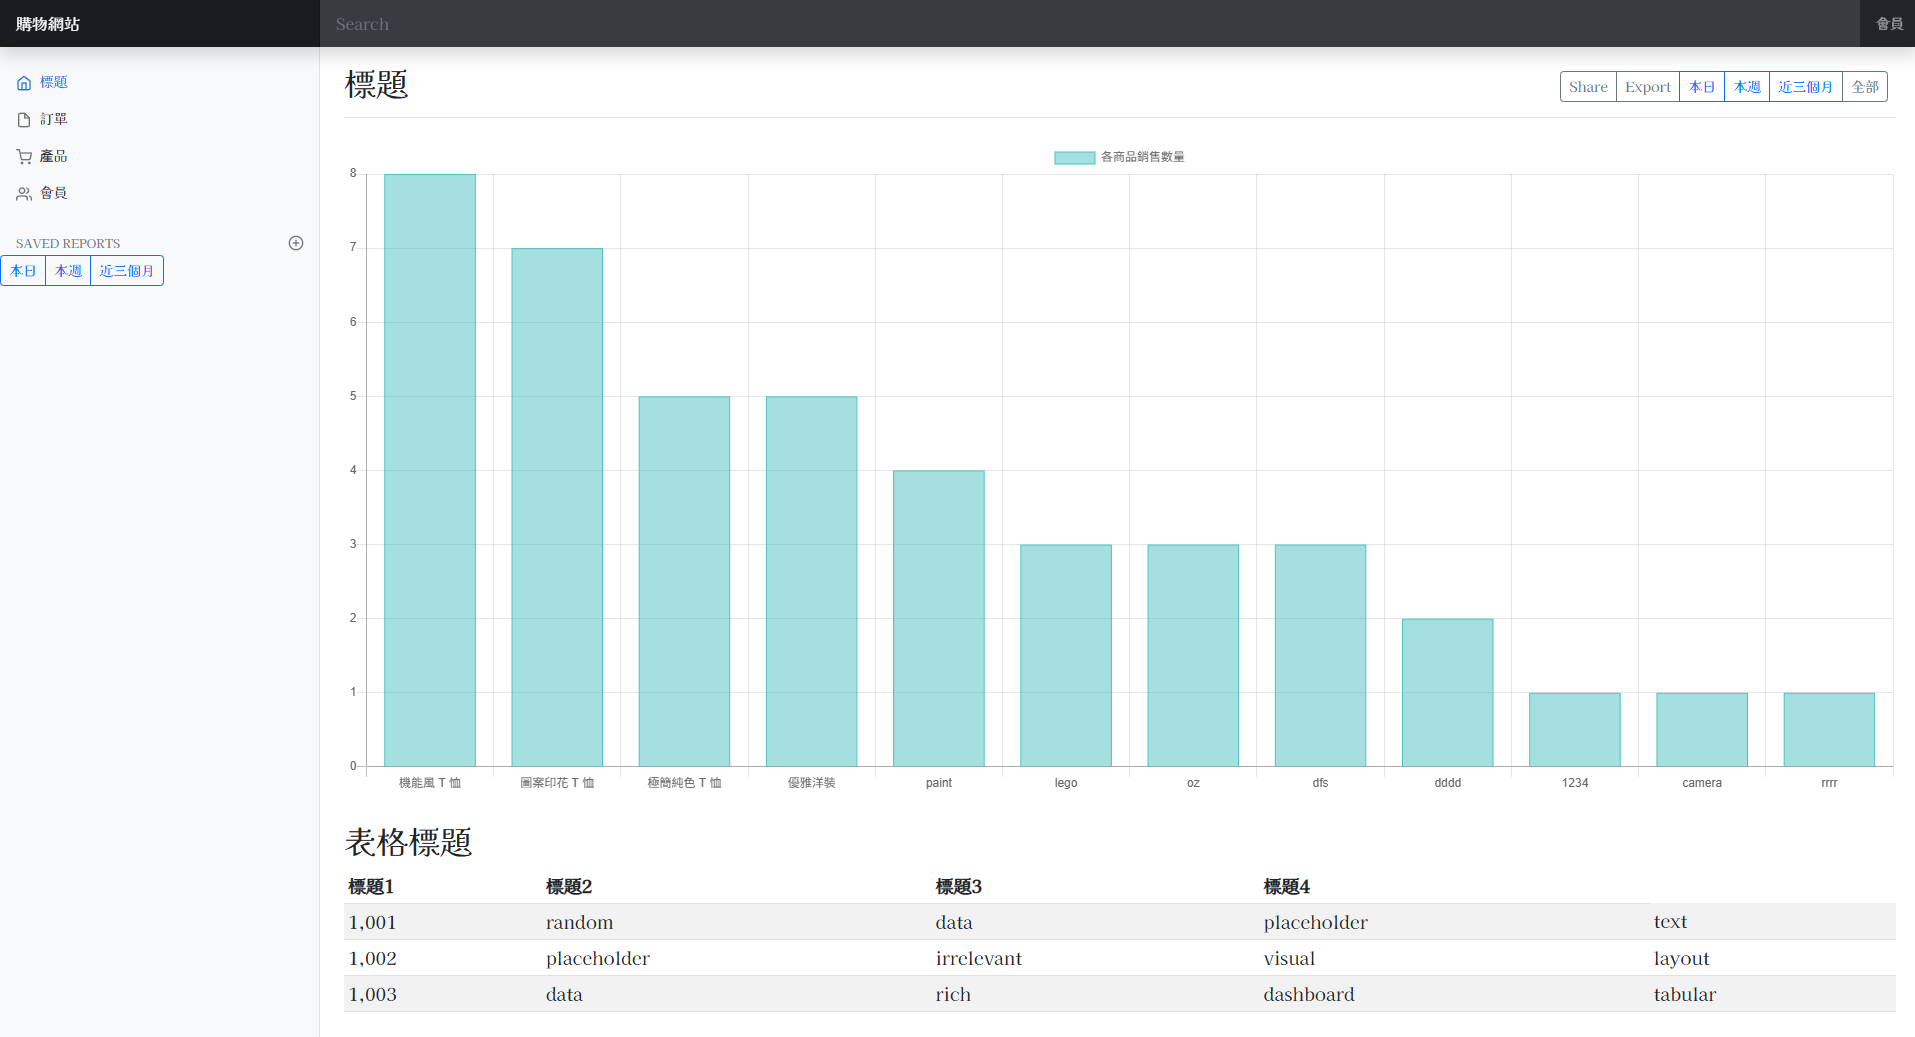 購物網站 Search 會員
標題
訂單
產品
會員
SAVED REPORTS
本日 本週 近三個月
標題
Share Export 本日 本週 近三個月 全部
各商品銷售數量
8
7
6
5
4
3
2
1
0
機能風 T 恤 圖案印花 T 恤 極簡純色 T 恤 優雅洋裝 paint lego oz dfs dddd 1234 camera rrrr
表格標題
標題1 標題2 標題3 標題4
1,001 random data placeholder text
1,002 placeholder irrelevant visual layout
1,003 data rich dashboard tabular